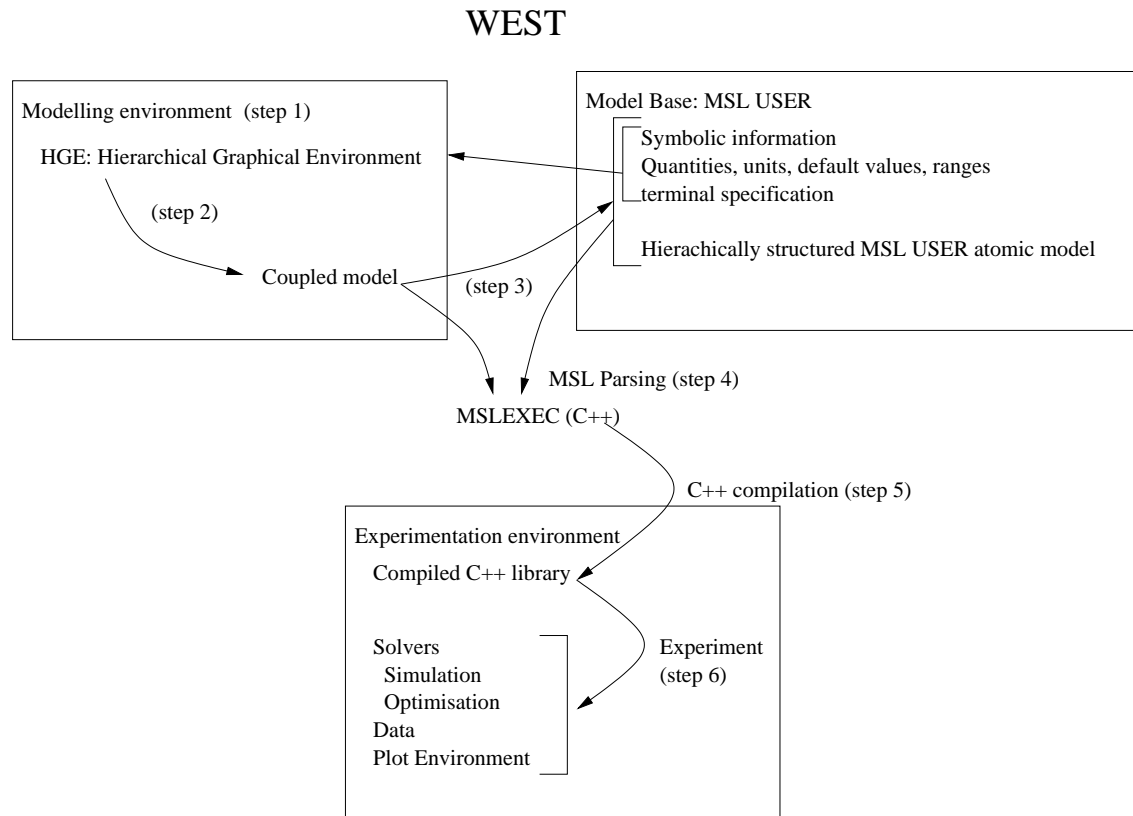 WEST
Modelling environment (step 1)
HGE: Hierarchical Graphical Environment
(step 2)
Coupled model
(step 3)
Model Base: MSL USER
Symbolic information
Quantities, units, default values, ranges
terminal specification
Hierachically structured MSL USER atomic model
MSL Parsing (step 4)
MSLEXEC (C++)
C++ compilation (step 5)
Experimentation environment
Compiled C++ library
Solvers
Simulation
Optimisation
Data
Plot Environment
Experiment
(step 6)